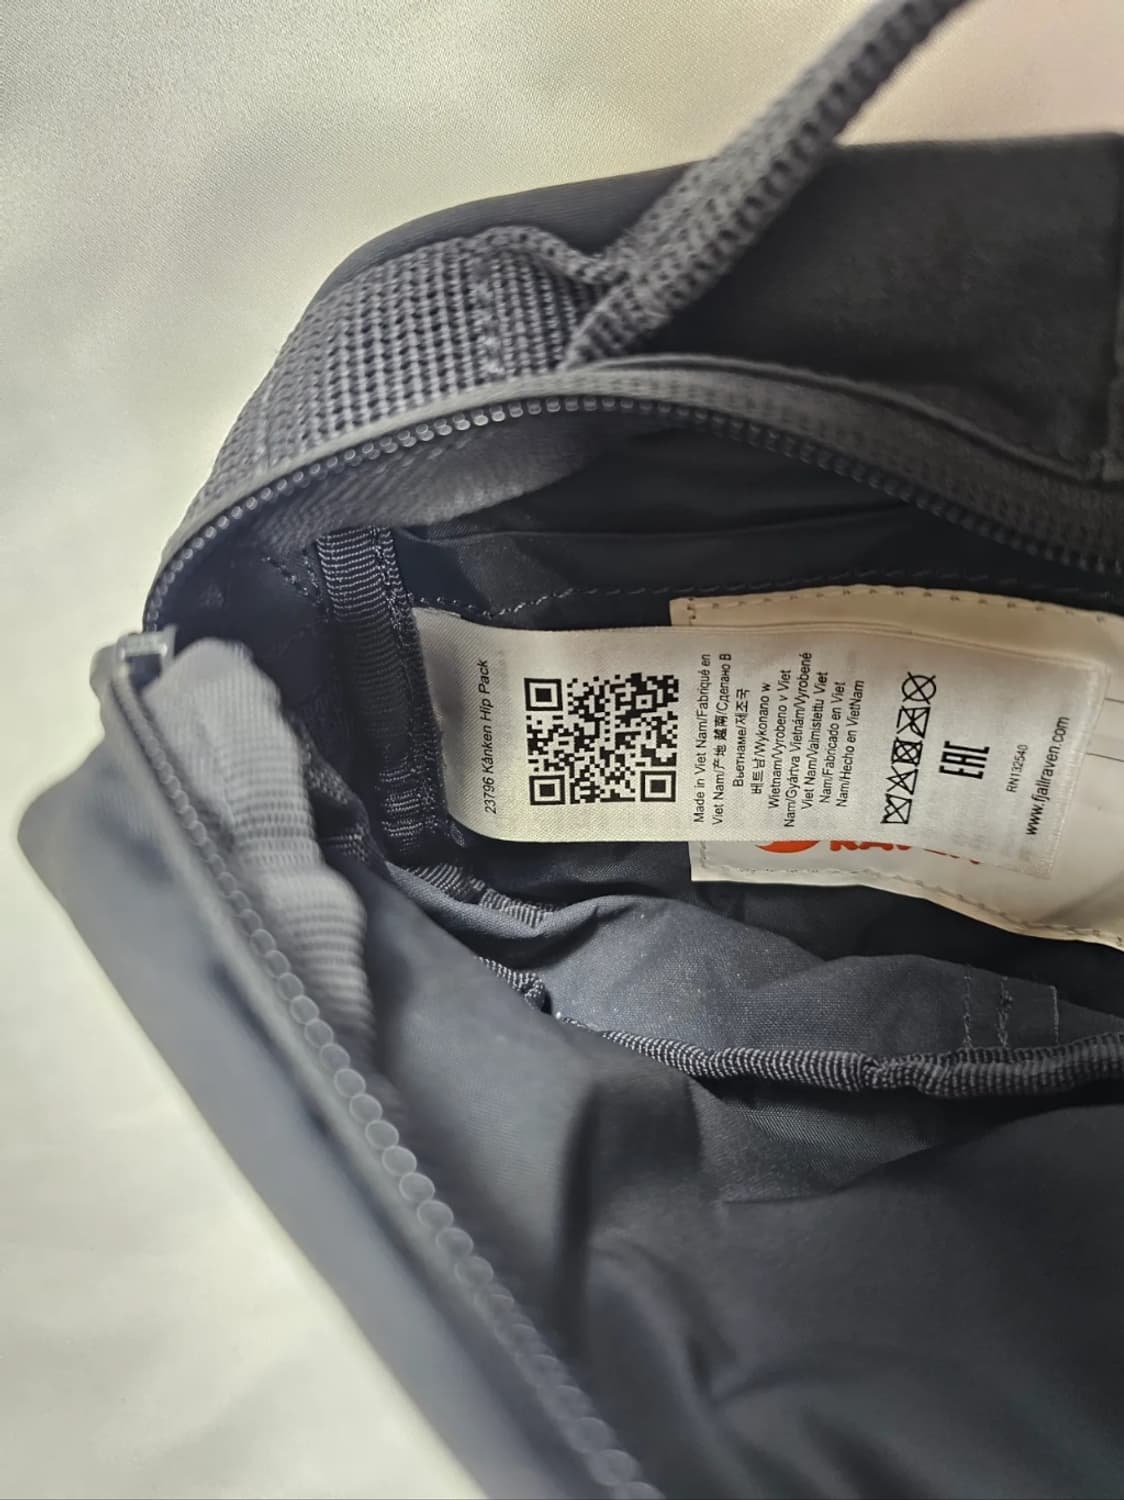 23796 Kånken Hip Pack
Made in Viet Nam/Fabriqué en
Viet Nam/产地 越南/Сделано В
Вьетнаме/제조국
베트남/Wykonano w
Wietnam/Vyrobeno v Viet
Nam/Gyártva Vietnám/Vyrobené
Viet Nam/Valmistettu Viet
Nam/Fabricado en Viet
Nam/Hecho en VietNam
EAC
RN132540
www.fjallraven.com